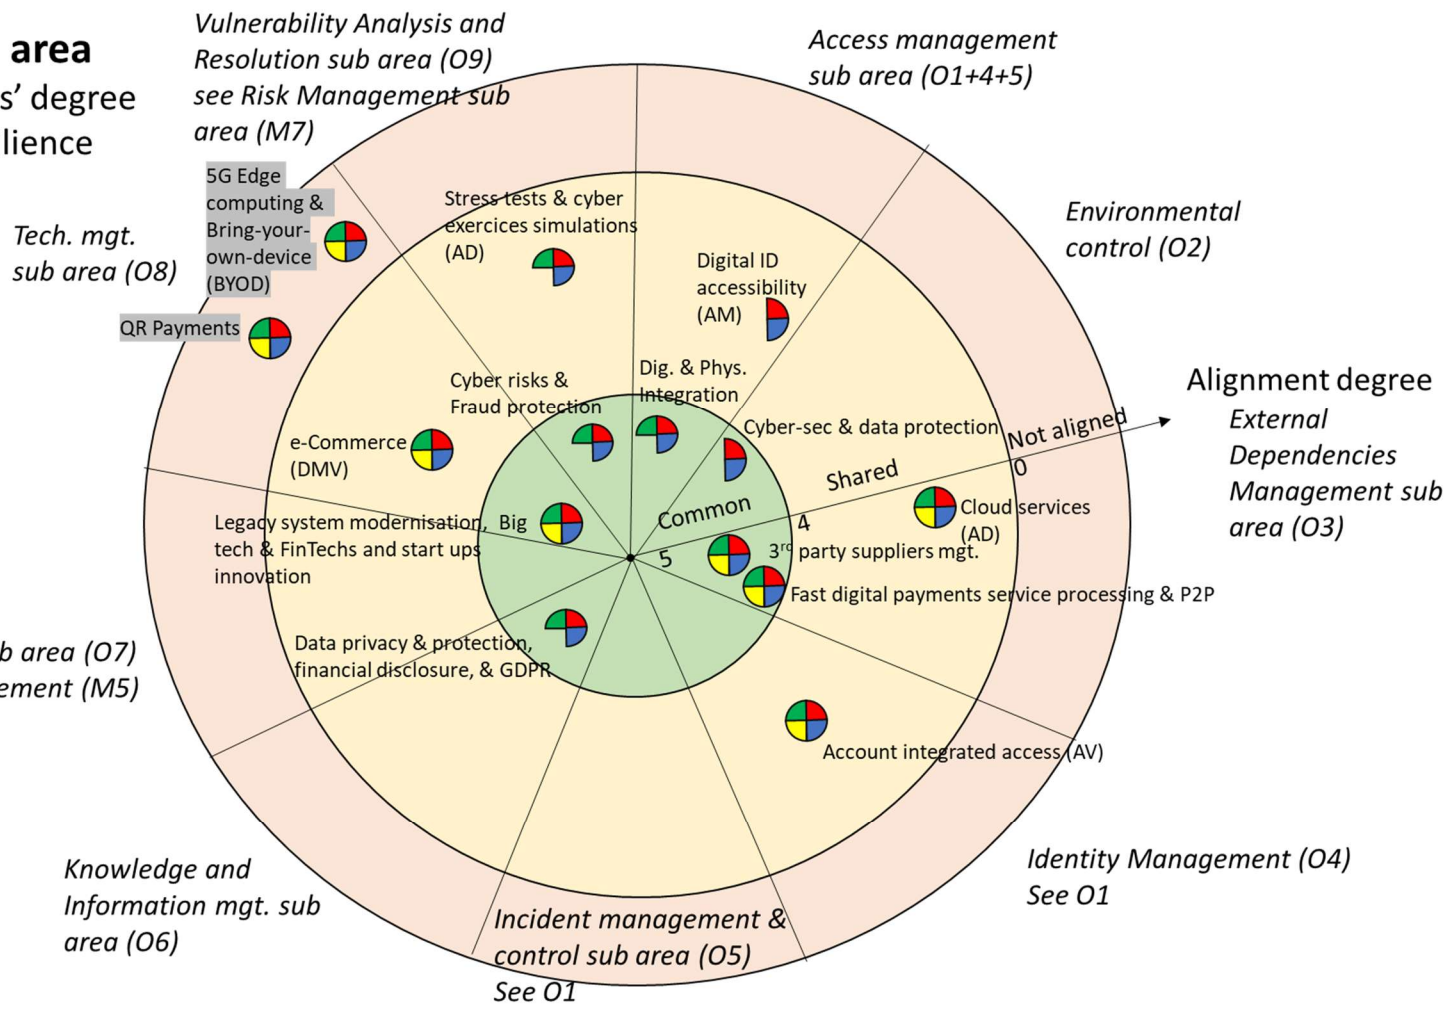 area
s’ degree
lience
Vulnerability Analysis and
Resolution sub area (O9)
see Risk Management sub
area (M7)
Access management
sub area (O1+4+5)
5G Edge
computing &
Bring-your-
own-device
(BYOD)
Tech. mgt.
sub area (O8)
QR Payments
Stress tests & cyber
exercices simulations
(AD)
Digital ID
accessibility
(AM)
Environmental
control (O2)
Cyber risks &
Fraud protection
Dig. & Phys.
Integration
e-Commerce
(DMV)
Cyber-sec & data protection
Not aligned
0
Shared
Common
4
5
Alignment degree
External
Dependencies
Management sub
area (O3)
Cloud services
(AD)
Legacy system modernisation, Big
tech & FinTechs and start ups
innovation
3rd party suppliers mgt.
Fast digital payments service processing & P2P
Data privacy & protection,
financial disclosure, & GDPR
b area (O7)
ement (M5)
Account integrated access (AV)
Knowledge and
Information mgt. sub
area (O6)
Incident management &
control sub area (O5)
See O1
Identity Management (O4)
See O1